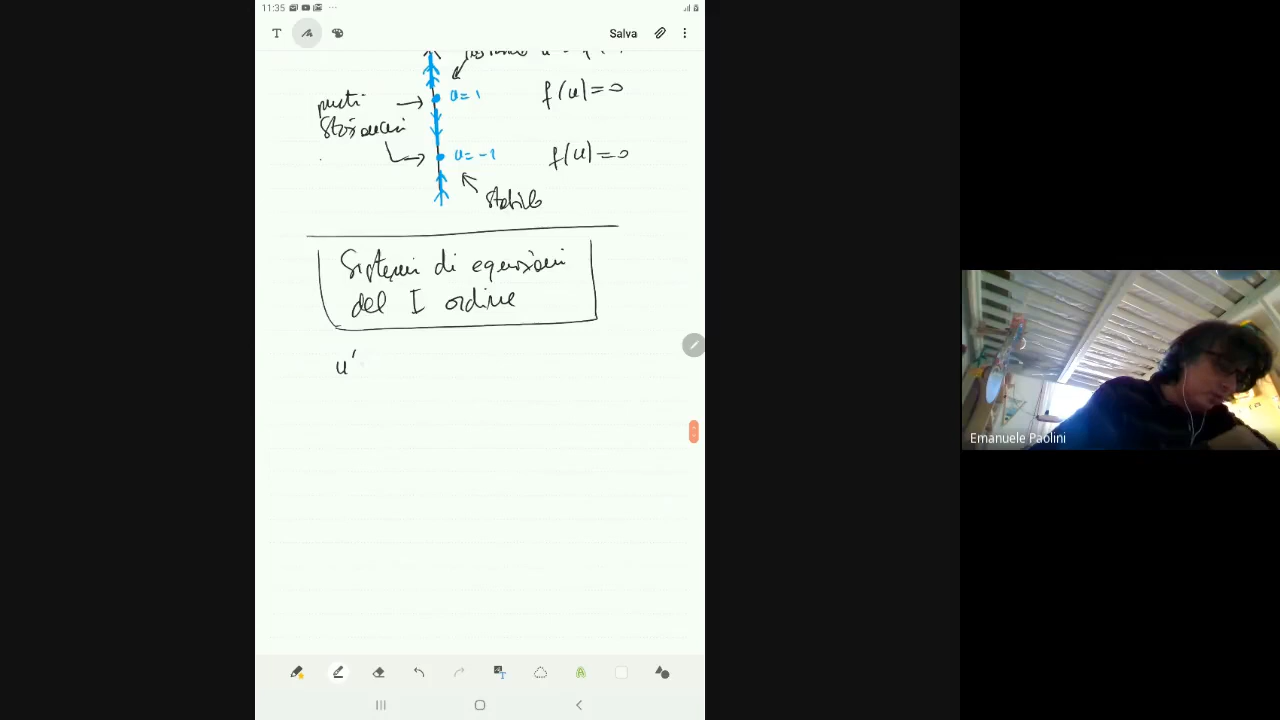 11:35
T
Salva
u=1
f(u)=0
punti
stazionari
u=-1
f(u)=0
stabile
Sistemi di equazioni
del I ordine
u'
Emanuele Paolini